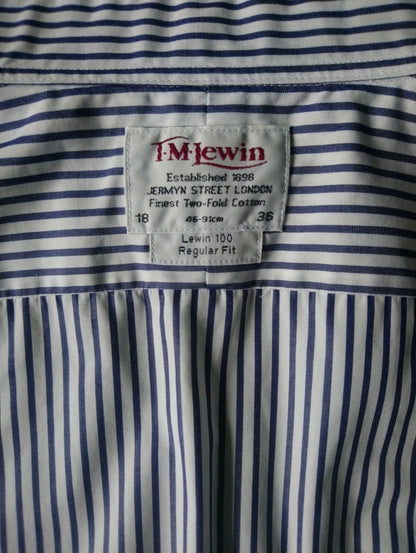 T·M·Lewin
Established 1898
JERMYN STREET LONDON
Finest Two-Fold Cotton
18 46-91cm 36
Lewin 100
Regular Fit